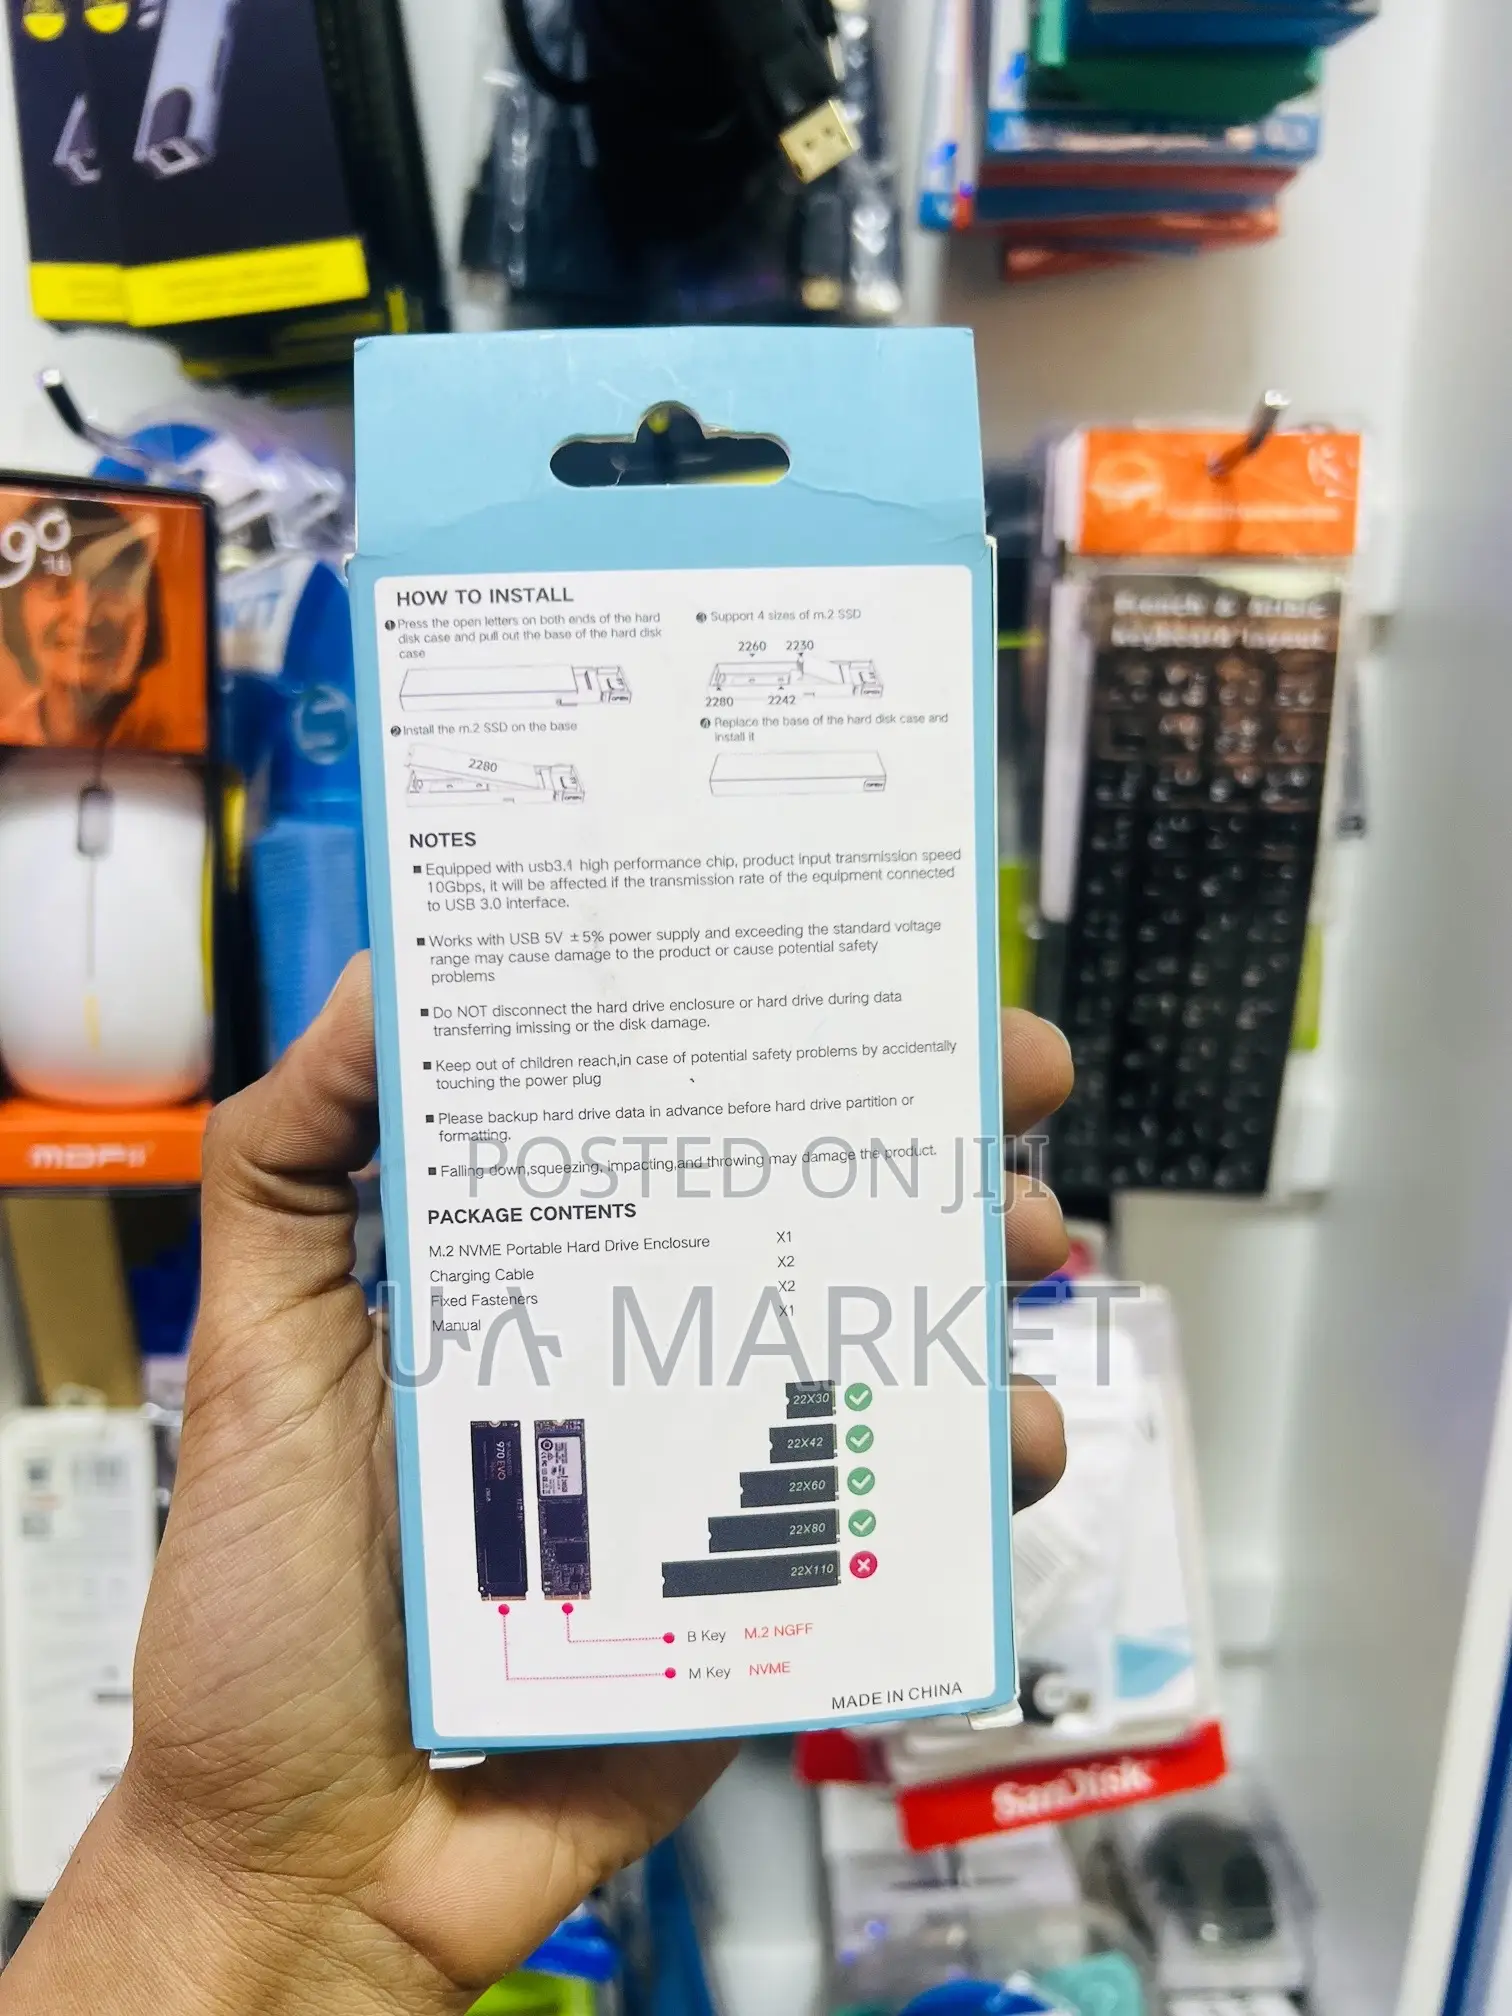 HOW TO INSTALL
❶Press the open letters on both ends of the hard
disk case and pull out the base of the hard disk
case
❷Install the m.2 SSD on the base
2280
❸ Support 4 sizes of m.2 SSD
2260 2230
2280 2242
❹ Replace the base of the hard disk case and
install it
NOTES
■ Equipped with usb3.1 high performance chip, product input transmission speed
10Gbps, it will be affected if the transmission rate of the equipment connected
to USB 3.0 interface.
■ Works with USB 5V ±5% power supply and exceeding the standard voltage
range may cause damage to the product or cause potential safety
problems
■ Do NOT disconnect the hard drive enclosure or hard drive during data
transferring imissing or the disk damage.
■ Keep out of children reach,in case of potential safety problems by accidentally
touching the power plug
■ Please backup hard drive data in advance before hard drive partition or
formatting.
■ Falling down,squeezing, impacting,and throwing may damage the product.
POSTED ON JIJI
PACKAGE CONTENTS
M.2 NVME Portable Hard Drive Enclosure X1
Charging Cable X2
Fixed Fasteners X2
Manual X1
ሁሉ MARKET
970 EVO
22X30
22X42
22X60
22X80
22X110
B Key M.2 NGFF
M Key NVME
MADE IN CHINA
SanDisk